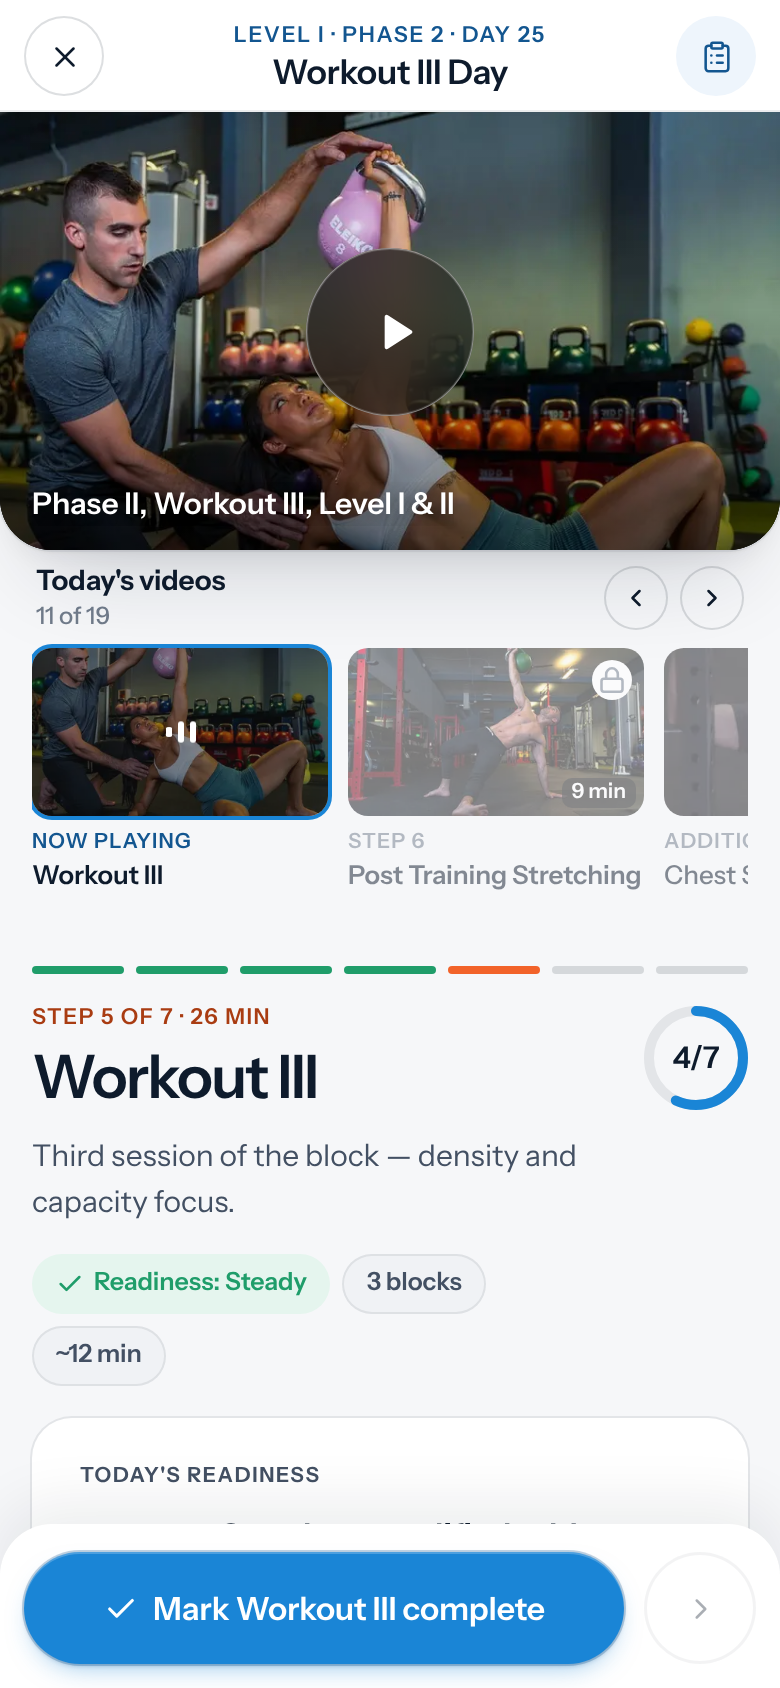 LEVEL I · PHASE 2 · DAY 25
Workout III Day
ELEIKO
8
Phase II, Workout III, Level I & II
Today's videos
11 of 19
9 min
NOW PLAYING
STEP 6
Workout III
Post Training Stretching
Chest
STEP 5 OF 7 · 26 MIN
Workout III
4/7
Third session of the block — density and
capacity focus.
Readiness: Steady
3 blocks
~12 min
TODAY'S READINESS
Mark Workout III complete